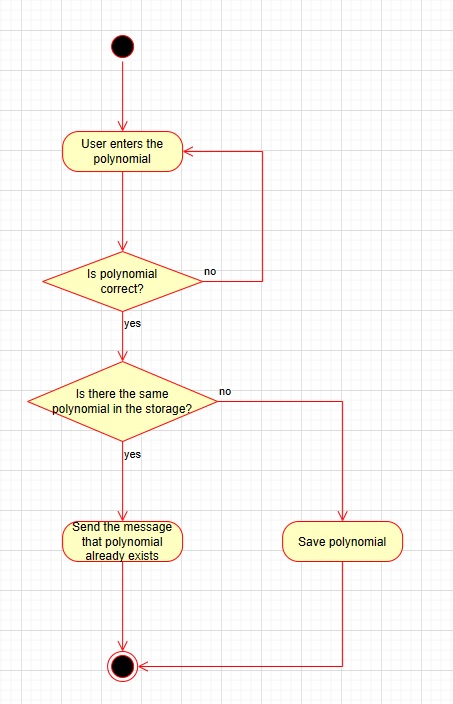 User enters the
polynomial
Is polynomial
correct?
no
yes
Is there the same
polynomial in the storage?
no
yes
Send the message
that polynomial
already exists
Save polynomial